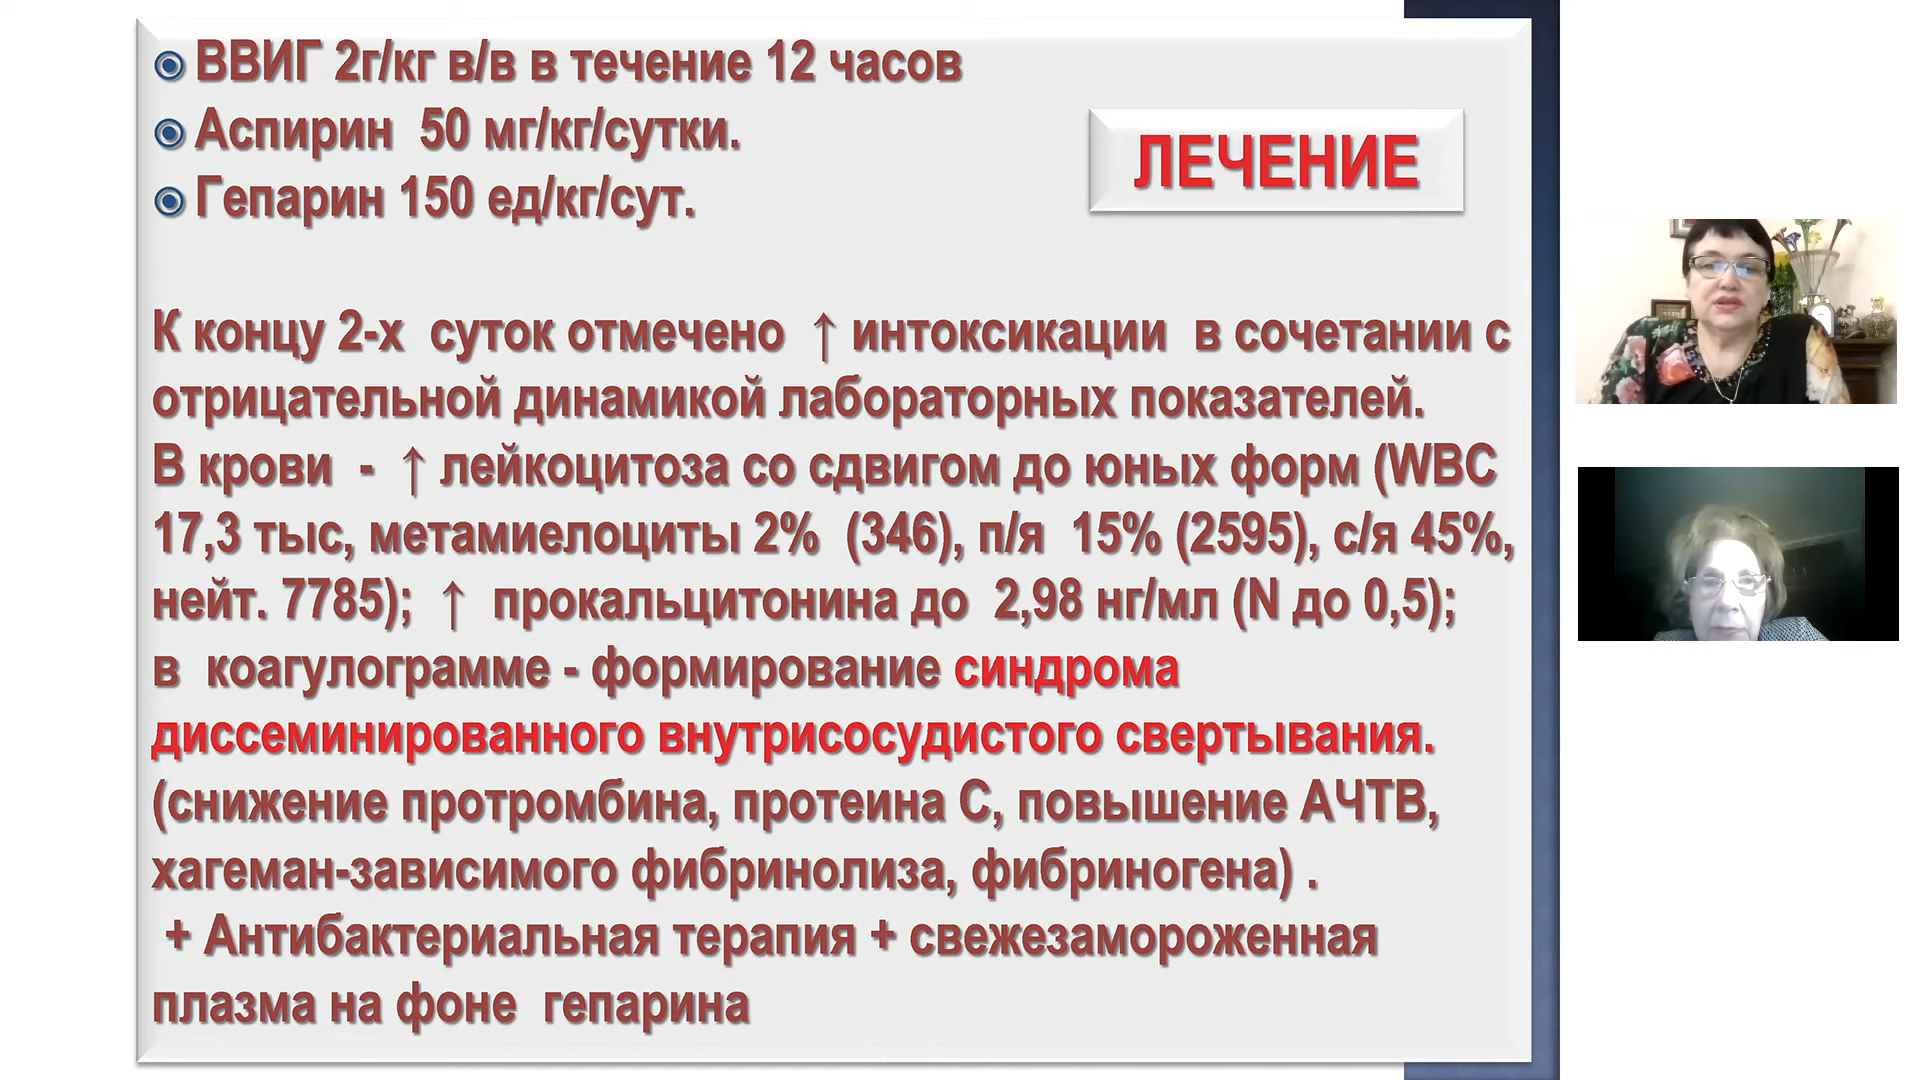 ВВИГ 2г/кг в/в в течение 12 часов
Аспирин 50 мг/кг/сутки.
Гепарин 150 ед/кг/сут.
ЛЕЧЕНИЕ
К концу 2-х суток отмечено ↑ интоксикации в сочетании с
отрицательной динамикой лабораторных показателей.
В крови - ↑ лейкоцитоза со сдвигом до юных форм (WBC
17,3 тыс, метамиелоциты 2% (346), п/я 15% (2595), с/я 45%,
нейт. 7785); ↑ прокальцитонина до 2,98 нг/мл (N до 0,5);
в коагулограмме - формирование синдрома
диссеминированного внутрисосудистого свертывания.
(снижение протромбина, протеина С, повышение АЧТВ,
хагеман-зависимого фибринолиза, фибриногена) .
+ Антибактериальная терапия + свежезамороженная
плазма на фоне гепарина